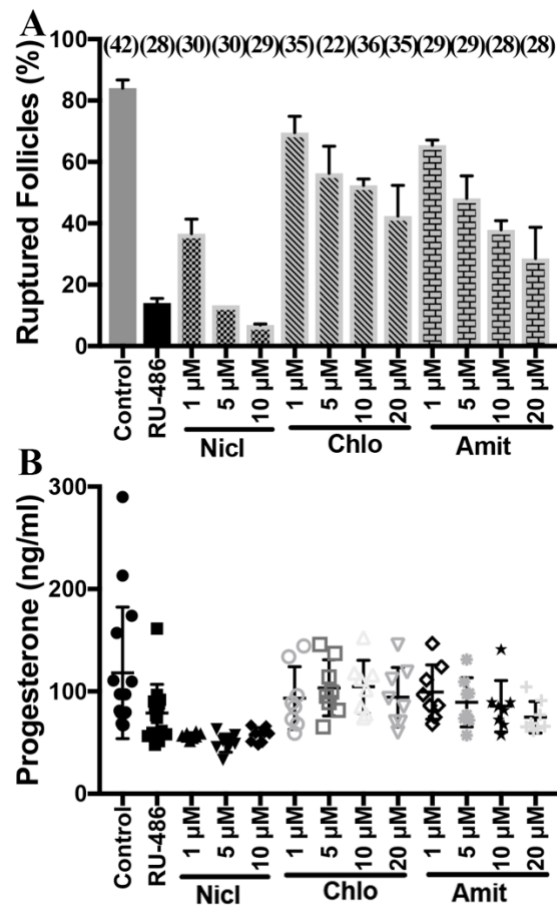 A
(42) (28) (30) (30) (29) (35) (22) (36) (35) (29) (29) (28) (28)
Ruptured Follicles (%)
100
80
60
40
20
0
Control
RU-486
1 μM
5 μM
10 μM
1 μM
5 μM
10 μM
20 μM
1 μM
5 μM
10 μM
20 μM
Nicl
Chlo
Amit
B
Progesterone (ng/ml)
300
200
100
0
Control
RU-486
1 μM
5 μM
10 μM
1 μM
5 μM
10 μM
20 μM
1 μM
5 μM
10 μM
20 μM
Nicl
Chlo
Amit